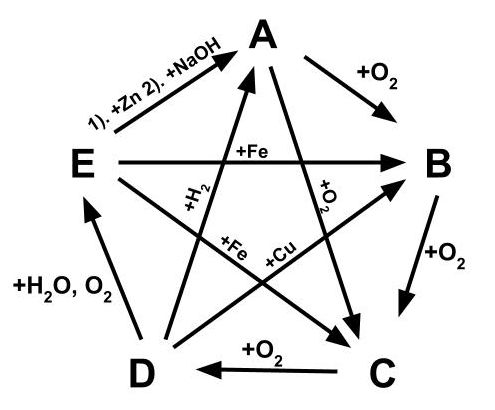 A
1). +Zn 2). +NaOH
+O₂
E
+Fe
B
+H₂
+O₂
+Fe
+Cu
+O₂
+H₂O, O₂
D
+O₂
C